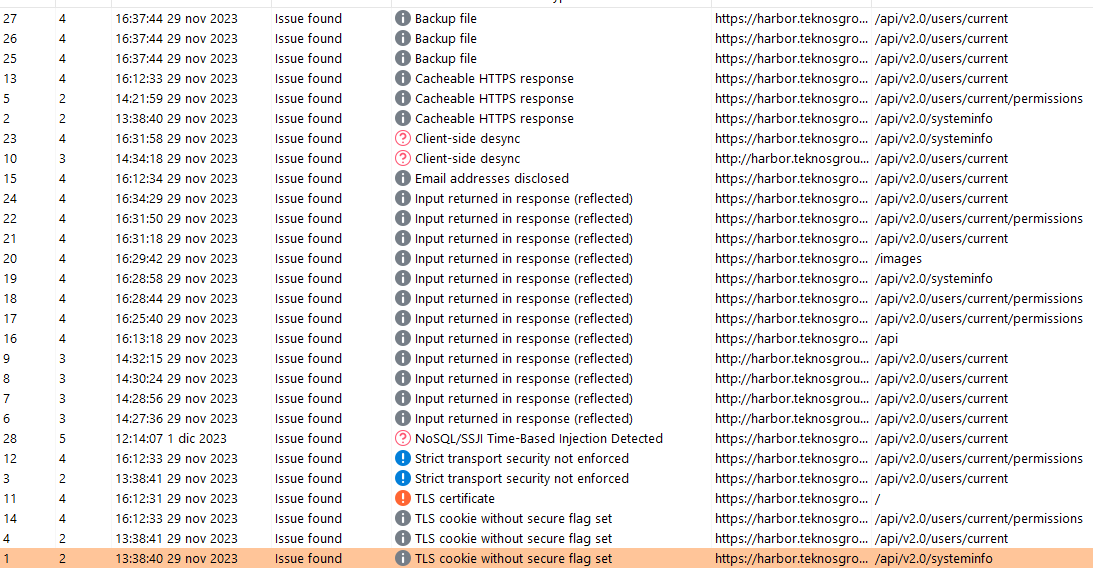 27 4 16:37:44 29 nov 2023 Issue found Backup file https://harbor.teknosgro... /api/v2.0/users/current
26 4 16:37:44 29 nov 2023 Issue found Backup file https://harbor.teknosgro... /api/v2.0/users/current
25 4 16:37:44 29 nov 2023 Issue found Backup file https://harbor.teknosgro... /api/v2.0/users/current
13 4 16:12:33 29 nov 2023 Issue found Cacheable HTTPS response https://harbor.teknosgro... /api/v2.0/users/current
5 2 14:21:59 29 nov 2023 Issue found Cacheable HTTPS response https://harbor.teknosgro... /api/v2.0/users/current/permissions
2 2 13:38:40 29 nov 2023 Issue found Cacheable HTTPS response https://harbor.teknosgro... /api/v2.0/systeminfo
23 4 16:31:58 29 nov 2023 Issue found Client-side desync https://harbor.teknosgro... /api/v2.0/systeminfo
10 3 14:34:18 29 nov 2023 Issue found Client-side desync http://harbor.teknosgrou... /api/v2.0/users/current
15 4 16:12:34 29 nov 2023 Issue found Email addresses disclosed https://harbor.teknosgro... /api/v2.0/users/current
24 4 16:34:29 29 nov 2023 Issue found Input returned in response (reflected) https://harbor.teknosgro... /api/v2.0/users/current
22 4 16:31:50 29 nov 2023 Issue found Input returned in response (reflected) https://harbor.teknosgro... /api/v2.0/users/current/permissions
21 4 16:31:18 29 nov 2023 Issue found Input returned in response (reflected) https://harbor.teknosgro... /api/v2.0/users/current
20 4 16:29:42 29 nov 2023 Issue found Input returned in response (reflected) https://harbor.teknosgro... /images
19 4 16:28:58 29 nov 2023 Issue found Input returned in response (reflected) https://harbor.teknosgro... /api/v2.0/systeminfo
18 4 16:28:44 29 nov 2023 Issue found Input returned in response (reflected) https://harbor.teknosgro... /api/v2.0/users/current/permissions
17 4 16:25:40 29 nov 2023 Issue found Input returned in response (reflected) https://harbor.teknosgro... /api/v2.0/users/current/permissions
16 4 16:13:18 29 nov 2023 Issue found Input returned in response (reflected) https://harbor.teknosgro... /api
9 3 14:32:15 29 nov 2023 Issue found Input returned in response (reflected) http://harbor.teknosgrou... /api/v2.0/users/current
8 3 14:30:24 29 nov 2023 Issue found Input returned in response (reflected) http://harbor.teknosgrou... /api/v2.0/users/current
7 3 14:28:56 29 nov 2023 Issue found Input returned in response (reflected) http://harbor.teknosgrou... /api/v2.0/users/current
6 3 14:27:36 29 nov 2023 Issue found Input returned in response (reflected) http://harbor.teknosgrou... /api/v2.0/users/current
28 5 12:14:07 1 dic 2023 Issue found NoSQL/SSJI Time-Based Injection Detected https://harbor.teknosgro... /api/v2.0/users/current
12 4 16:12:33 29 nov 2023 Issue found Strict transport security not enforced https://harbor.teknosgro... /api/v2.0/users/current/permissions
3 2 13:38:41 29 nov 2023 Issue found Strict transport security not enforced https://harbor.teknosgro... /api/v2.0/users/current
11 4 16:12:31 29 nov 2023 Issue found TLS certificate https://harbor.teknosgro... /
14 4 16:12:33 29 nov 2023 Issue found TLS cookie without secure flag set https://harbor.teknosgro... /api/v2.0/users/current/permissions
4 2 13:38:41 29 nov 2023 Issue found TLS cookie without secure flag set https://harbor.teknosgro... /api/v2.0/users/current
1 2 13:38:40 29 nov 2023 Issue found TLS cookie without secure flag set https://harbor.teknosgro... /api/v2.0/systeminfo